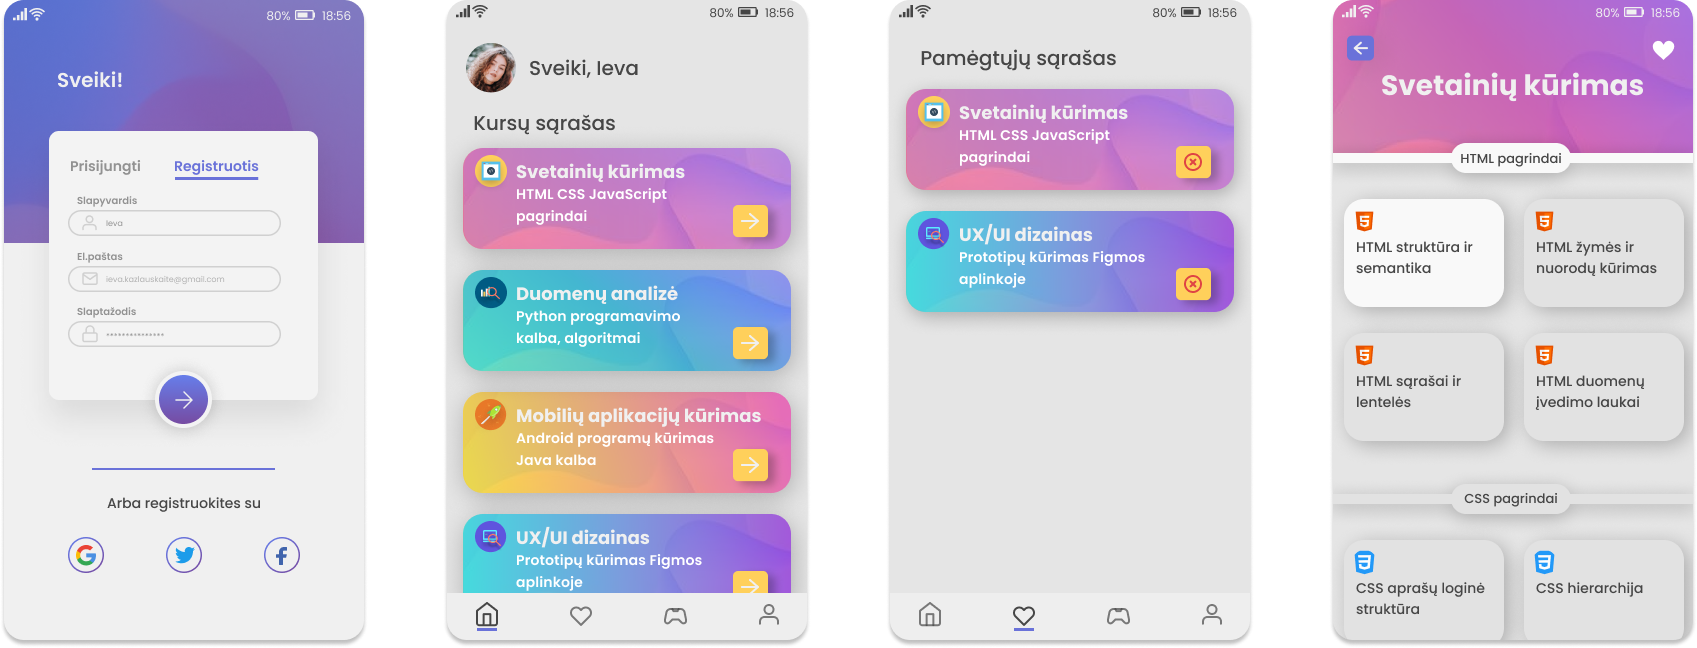 80% 18:56
Sveiki!
Prisijungti Registruotis
Slapyvardis
Ieva
El.paštas
ieva.kazlauskaite@gmail.com
Slaptažodis
***************
Arba registruokites su
80% 18:56
Sveiki, Ieva
Kursų sąrašas
Svetainių kūrimas
HTML CSS JavaScript
pagrindai
Duomenų analizė
Python programavimo
kalba, algoritmai
Mobilių aplikacijų kūrimas
Android programų kūrimas
Java kalba
UX/UI dizainas
Prototipų kūrimas Figmos
aplinkoje
80% 18:56
Pamėgtųjų sąrašas
Svetainių kūrimas
HTML CSS JavaScript
pagrindai
UX/UI dizainas
Prototipų kūrimas Figmos
aplinkoje
80% 18:56
Svetainių kūrimas
HTML pagrindai
HTML struktūra ir
semantika
HTML žymės ir
nuorodų kūrimas
HTML sąrašai ir
lentelės
HTML duomenų
įvedimo laukai
CSS pagrindai
CSS aprašų loginė
struktūra
CSS hierarchija